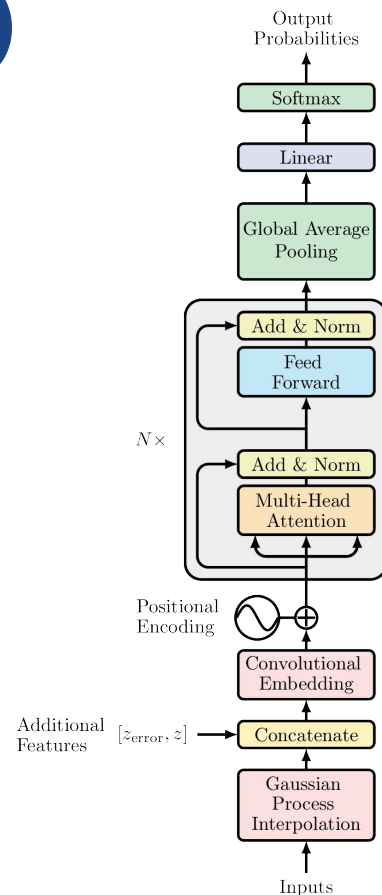 Output
Probabilities
Softmax
Linear
Global Average
Pooling
Add & Norm
Feed
Forward
N×
Add & Norm
Multi-Head
Attention
Positional
Encoding
Convolutional
Embedding
Additional
Features
[z_error, z]
Concatenate
Gaussian
Process
Interpolation
Inputs